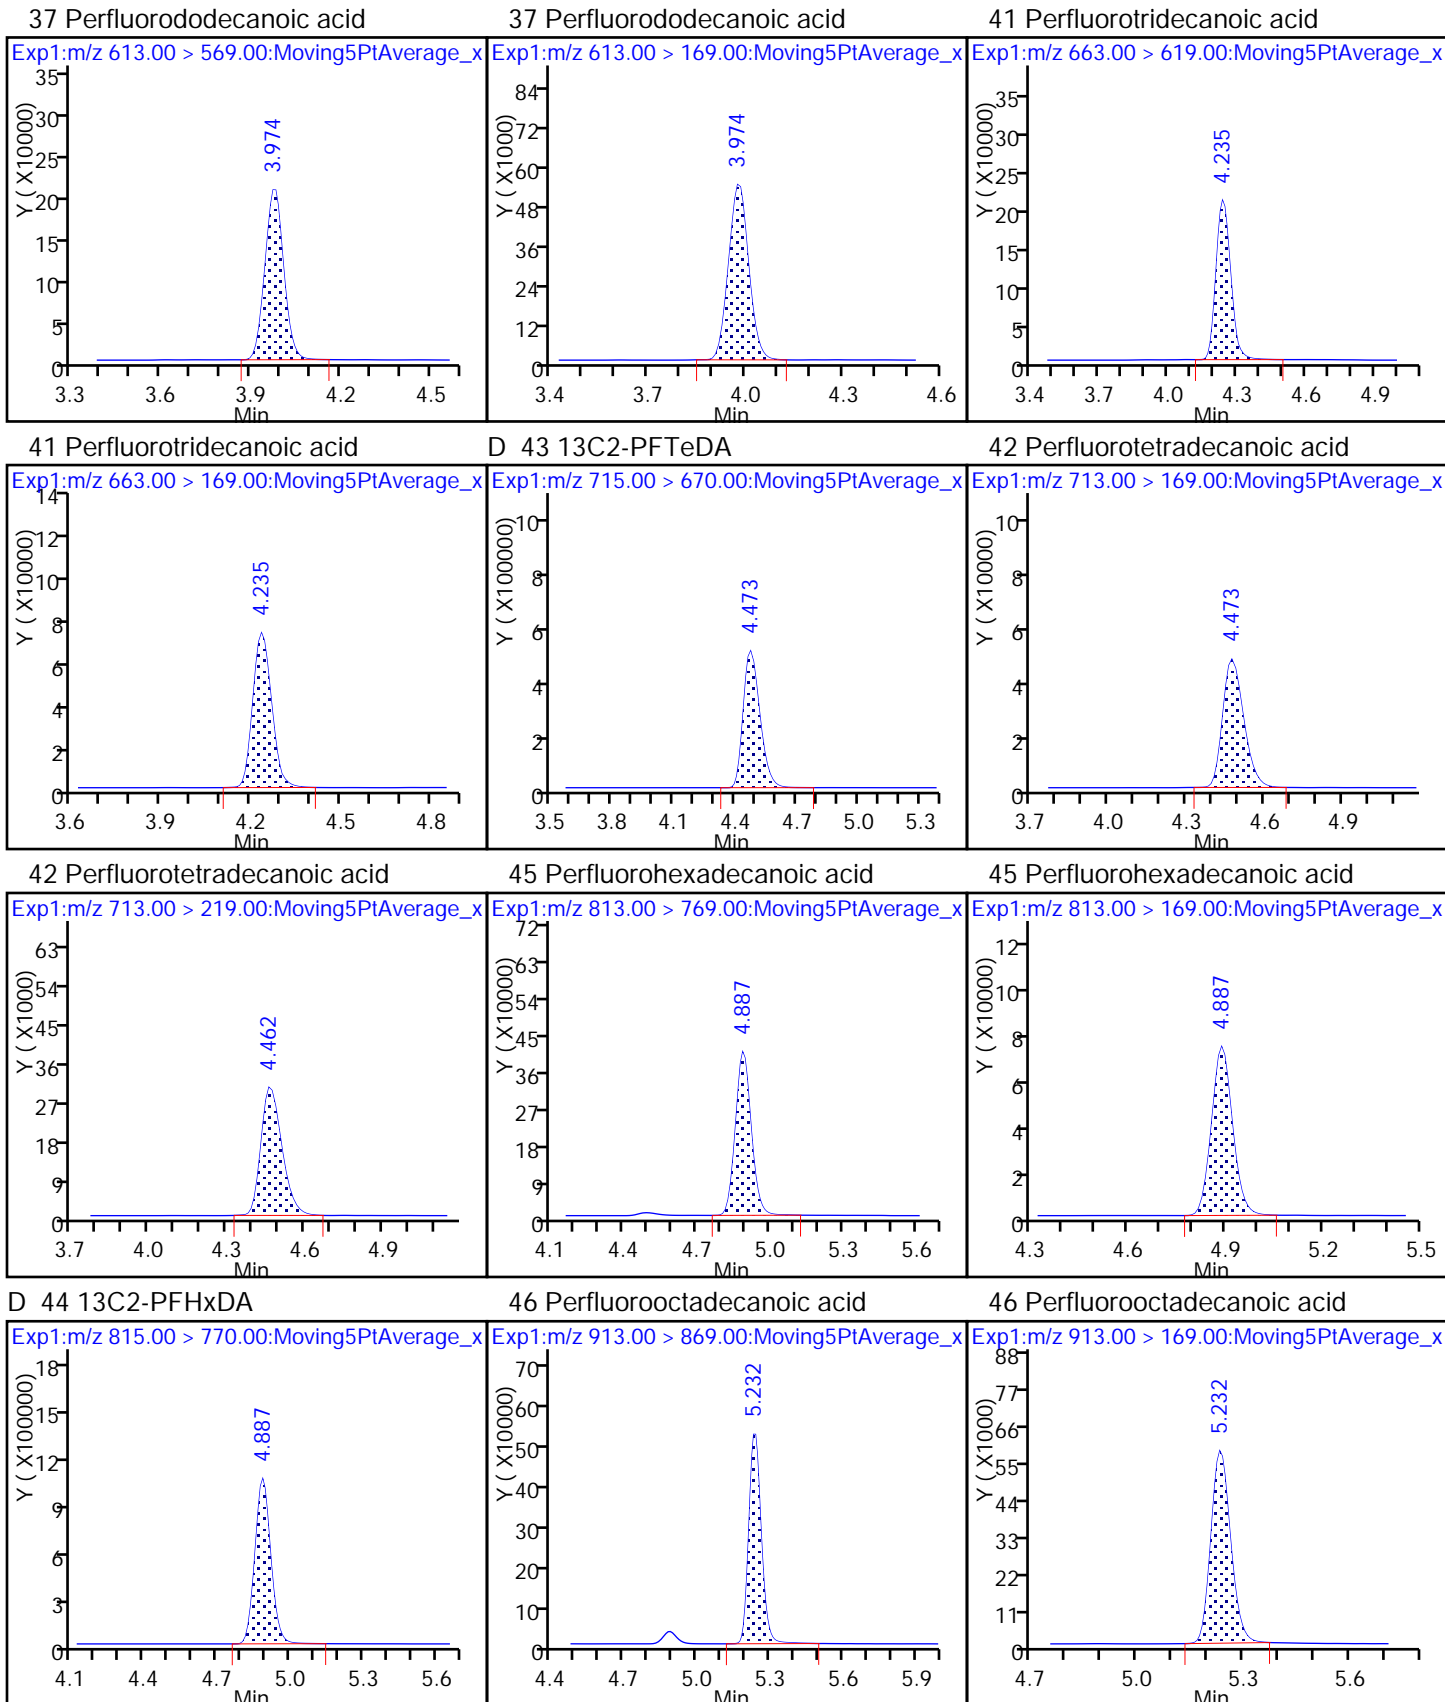 37 Perfluorododecanoic acid
Exp1:m/z 613.00 > 569.00:Moving5PtAverage_x
Y ( X10000)
35
30
25
20
15
10
5
0
3.974
3.3 3.6 3.9 4.2 4.5
Min
37 Perfluorododecanoic acid
Exp1:m/z 613.00 > 169.00:Moving5PtAverage_x
Y ( X1000)
84
72
60
48
36
24
12
0
3.974
3.4 3.7 4.0 4.3 4.6
Min
41 Perfluorotridecanoic acid
Exp1:m/z 663.00 > 619.00:Moving5PtAverage_x
Y ( X10000)
35
30
25
20
15
10
5
0
4.235
3.4 3.7 4.0 4.3 4.6 4.9
Min
41 Perfluorotridecanoic acid
Exp1:m/z 663.00 > 169.00:Moving5PtAverage_x
Y ( X10000)
14
12
10
8
6
4
2
0
4.235
3.6 3.9 4.2 4.5 4.8
Min
D 43 13C2-PFTeDA
Exp1:m/z 715.00 > 670.00:Moving5PtAverage_x
Y ( X100000)
10
8
6
4
2
0
4.473
3.5 3.8 4.1 4.4 4.7 5.0 5.3
Min
42 Perfluorotetradecanoic acid
Exp1:m/z 713.00 > 169.00:Moving5PtAverage_x
Y ( X10000)
10
8
6
4
2
0
4.473
3.7 4.0 4.3 4.6 4.9
Min
42 Perfluorotetradecanoic acid
Exp1:m/z 713.00 > 219.00:Moving5PtAverage_x
Y ( X1000)
63
54
45
36
27
18
9
0
4.462
3.7 4.0 4.3 4.6 4.9
Min
45 Perfluorohexadecanoic acid
Exp1:m/z 813.00 > 769.00:Moving5PtAverage_x
Y ( X10000)
72
63
54
45
36
27
18
9
0
4.887
4.1 4.4 4.7 5.0 5.3 5.6
Min
45 Perfluorohexadecanoic acid
Exp1:m/z 813.00 > 169.00:Moving5PtAverage_x
Y ( X10000)
12
10
8
6
4
2
0
4.887
4.3 4.6 4.9 5.2 5.5
Min
D 44 13C2-PFHxDA
Exp1:m/z 815.00 > 770.00:Moving5PtAverage_x
Y ( X100000)
18
15
12
9
6
3
0
4.887
4.1 4.4 4.7 5.0 5.3 5.6
Min
46 Perfluorooctadecanoic acid
Exp1:m/z 913.00 > 869.00:Moving5PtAverage_x
Y ( X10000)
70
60
50
40
30
20
10
0
5.232
4.4 4.7 5.0 5.3 5.6 5.9
Min
46 Perfluorooctadecanoic acid
Exp1:m/z 913.00 > 169.00:Moving5PtAverage_x
Y ( X1000)
88
77
66
55
44
33
22
11
0
5.232
4.7 5.0 5.3 5.6
Min